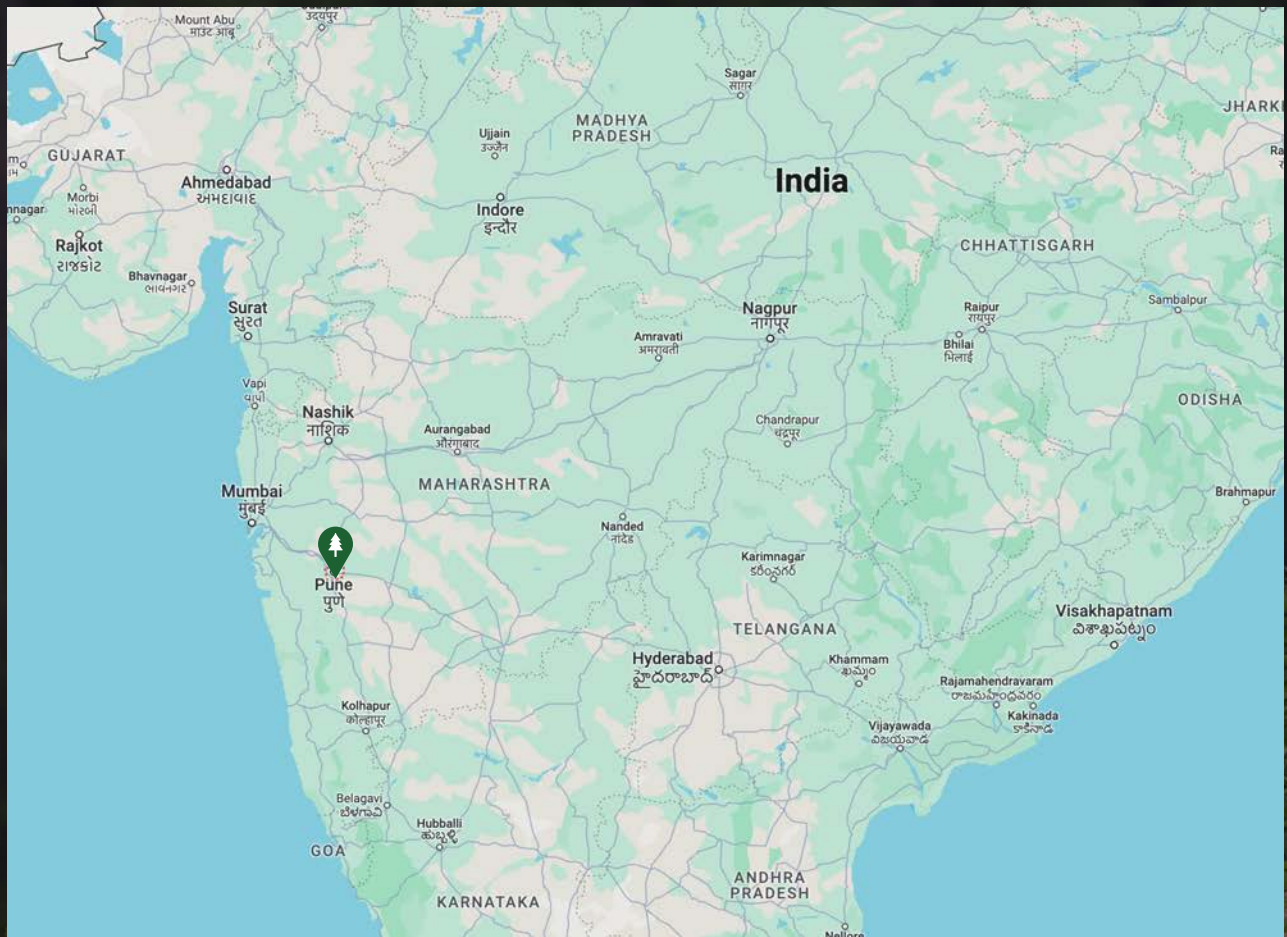 Mount Abu
माउंट आबू
उदयपुर
Sagar
सागर
MADHYA
PRADESH
Ujjain
उज्जैन
GUJARAT
Ahmedabad
અમદાવાદ
India
Morbi
મોરબી
Indore
इन्दौर
Rajkot
રાજકોટ
CHHATTISGARH
Bhavnagar
ભાવનગર
Surat
સુરત
Nagpur
नागपूर
Raipur
रायपुर
Sambalpur
Amravati
अमरावती
Bhilai
भिलाई
Vapi
વાપી
Nashik
नाशिक
ODISHA
Aurangabad
औरंगाबाद
Chandrapur
चंद्रपूर
MAHARASHTRA
Mumbai
मुंबई
Brahmapur
Nanded
नांदेड
Karimnagar
కరీంనగర్
Pune
पुणे
Visakhapatnam
విశాఖపట్నం
TELANGANA
Hyderabad
హైదరాబాద్
Khammam
ఖమ్మం
Rajamahendravaram
రాజమహేంద్రవరం
Kakinada
కాకినాడ
Kolhapur
कोल्हापूर
Vijayawada
విజయవాడ
Belagavi
ಬೆಳಗಾವಿ
Hubballi
ಹುಬ್ಬಳ್ಳಿ
GOA
ANDHRA
PRADESH
KARNATAKA
Nellore